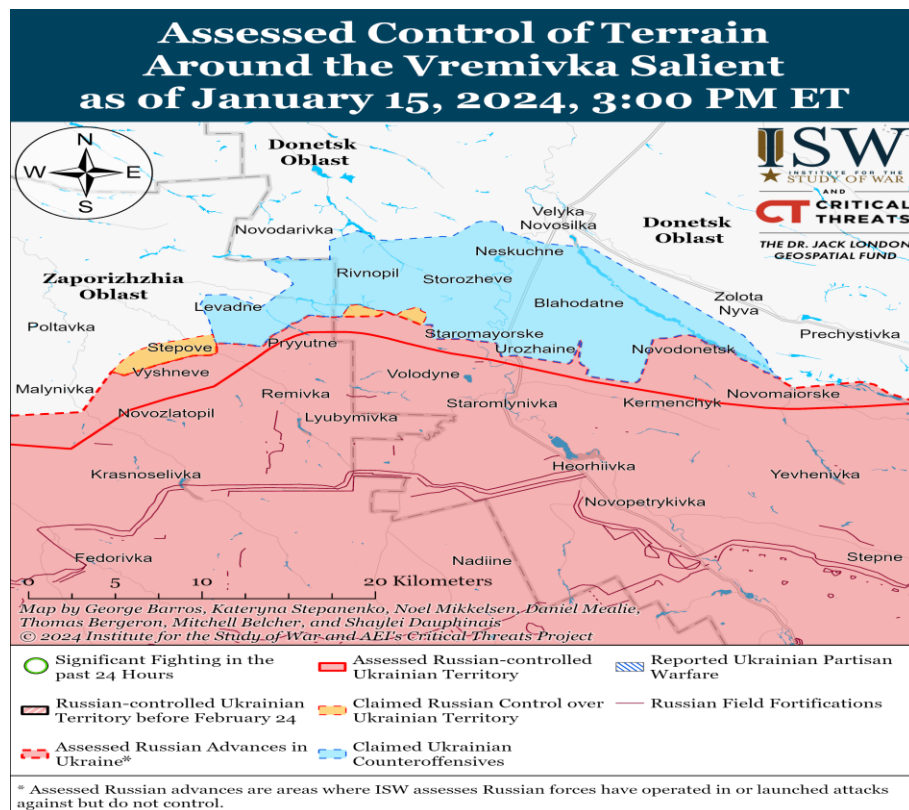 Assessed Control of Terrain
Around the Vremivka Salient
as of January 15, 2024, 3:00 PM ET
N
W
E
S
Donetsk
Oblast
ISW
INSTITUTE FOR THE
STUDY OF WAR
AND
CT CRITICAL
THREATS
THE DR. JACK LONDON
GEOSPATIAL FUND
Velyka
Novosilka
Donetsk
Oblast
Novodarivka
Neskuchne
Rivnopil
Storozheve
Zaporizhzhia
Oblast
Levadne
Blahodatne
Zolota
Nyva
Poltavka
Prechystivka
Staromayorske
Stepove
Pryyutne
Urozhaine
Novodonetsk
Vyshneve
Volodyne
Malynivka
Remivka
Novomaiorske
Staromlynivka
Kermenchyk
Novozlatopil
Lyubymivka
Krasnoselivka
Heorhiivka
Yevhenivka
Novopetrykivka
Fedorivka
Nadiine
Stepne
0 5 10 20 Kilometers
Map by George Barros, Kateryna Stepanenko, Noel Mikkelsen, Daniel Mealie,
Thomas Bergeron, Mitchell Belcher, and Shaylei Dauphinais
© 2024 Institute for the Study of War and AEI's Critical Threats Project
Significant Fighting in the
past 24 Hours
Assessed Russian-controlled
Ukrainian Territory
Reported Ukrainian Partisan
Warfare
Russian-controlled Ukrainian
Territory before February 24
Claimed Russian Control over
Ukrainian Territory
Russian Field Fortifications
Assessed Russian Advances in
Ukraine*
Claimed Ukrainian
Counteroffensives
* Assessed Russian advances are areas where ISW assesses Russian forces have operated in or launched attacks
against but do not control.